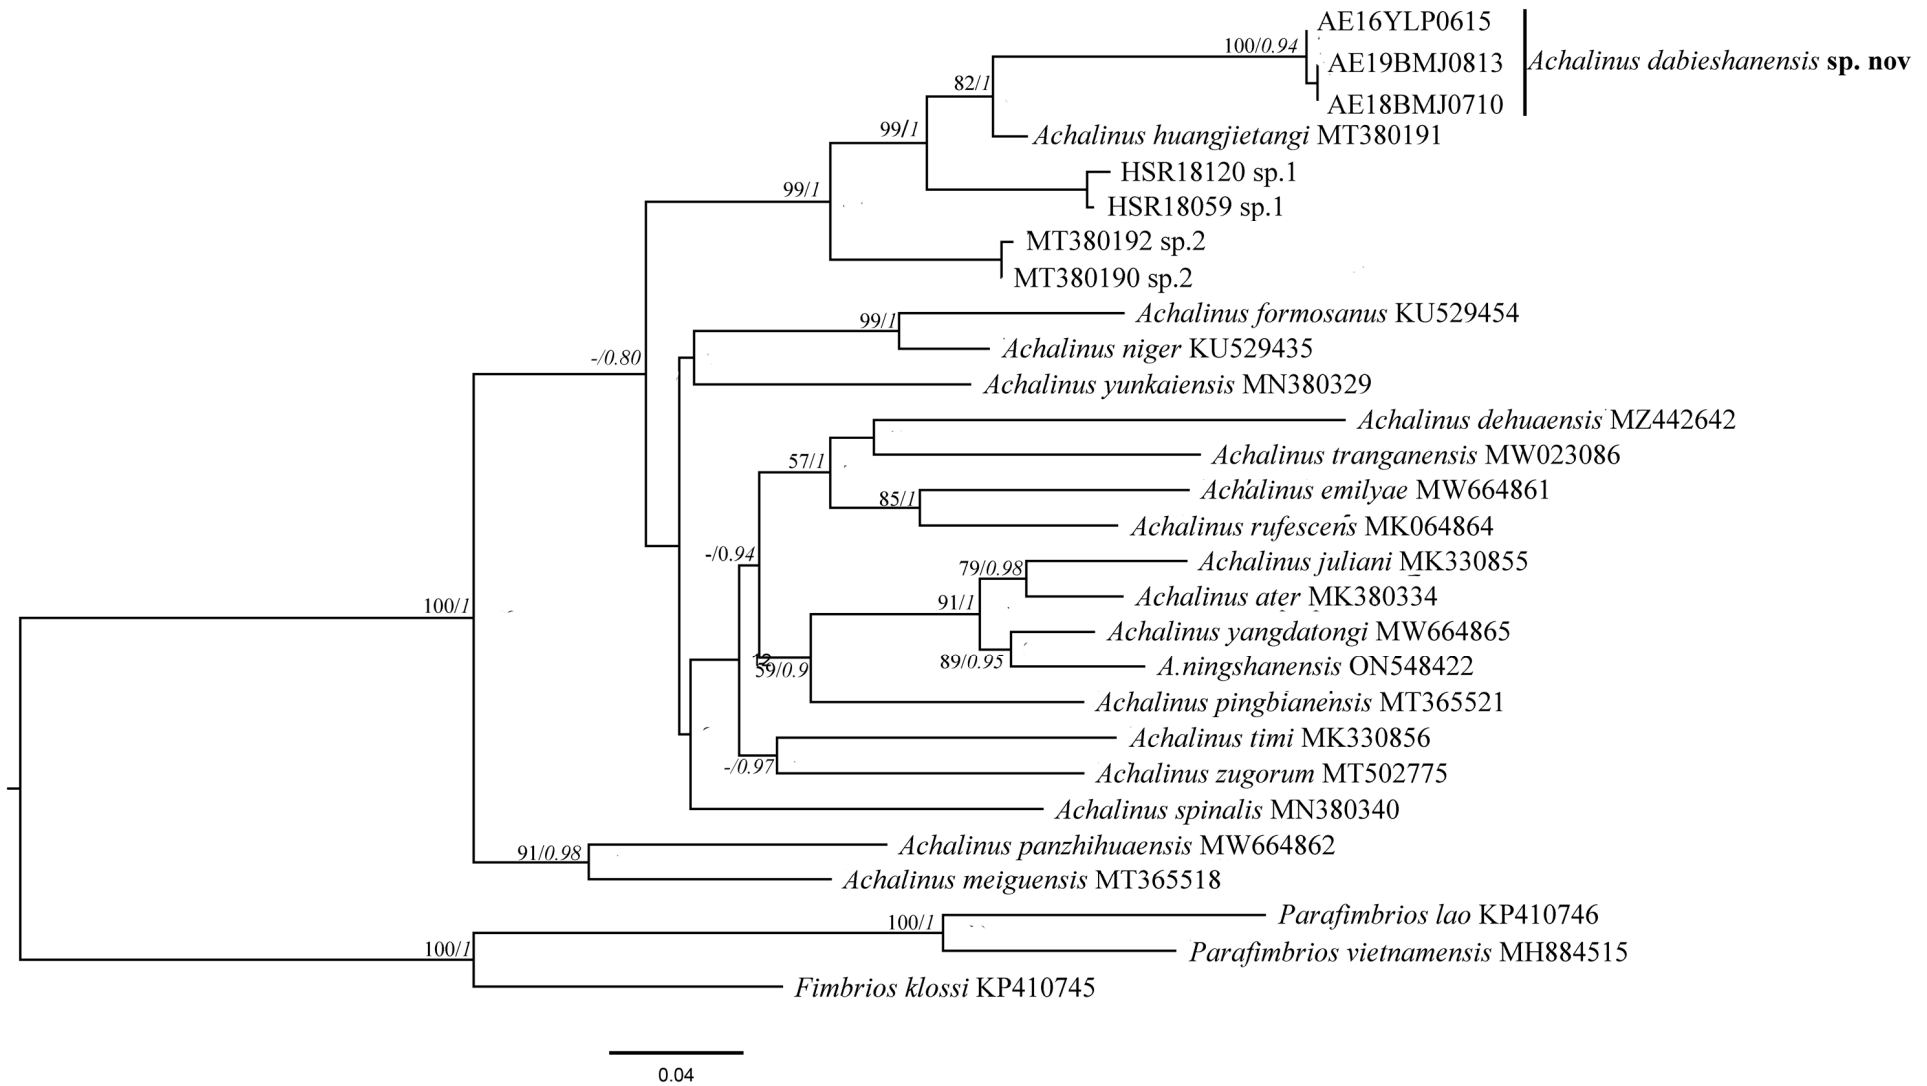 AE16YLP0615
100/0.94
AE19BMJ0813
Achalinus dabieshanensis sp. nov
82/1
AE18BMJ0710
99/1
Achalinus huangjietangi MT380191
HSR18120 sp.1
99/1
HSR18059 sp.1
MT380192 sp.2
MT380190 sp.2
Achalinus formosanus KU529454
99/1
Achalinus niger KU529435
-/0.80
Achalinus yunkaiensis MN380329
Achalinus dehuaensis MZ442642
Achalinus tranganensis MW023086
57/1
Achalinus emilyae MW664861
85/1
Achalinus rufescens MK064864
-/0.94
Achalinus juliani MK330855
79/0.98
Achalinus ater MK380334
100/1
91/1
Achalinus yangdatongi MW664865
89/0.95
A.ningshanensis ON548422
59/0.9
Achalinus pingbianensis MT365521
Achalinus timi MK330856
-/0.97
Achalinus zugorum MT502775
Achalinus spinalis MN380340
Achalinus panzhihuaensis MW664862
91/0.98
Achalinus meiguensis MT365518
Parafimbrios lao KP410746
100/1
100/1
Parafimbrios vietnamensis MH884515
Fimbrios klossi KP410745
0.04